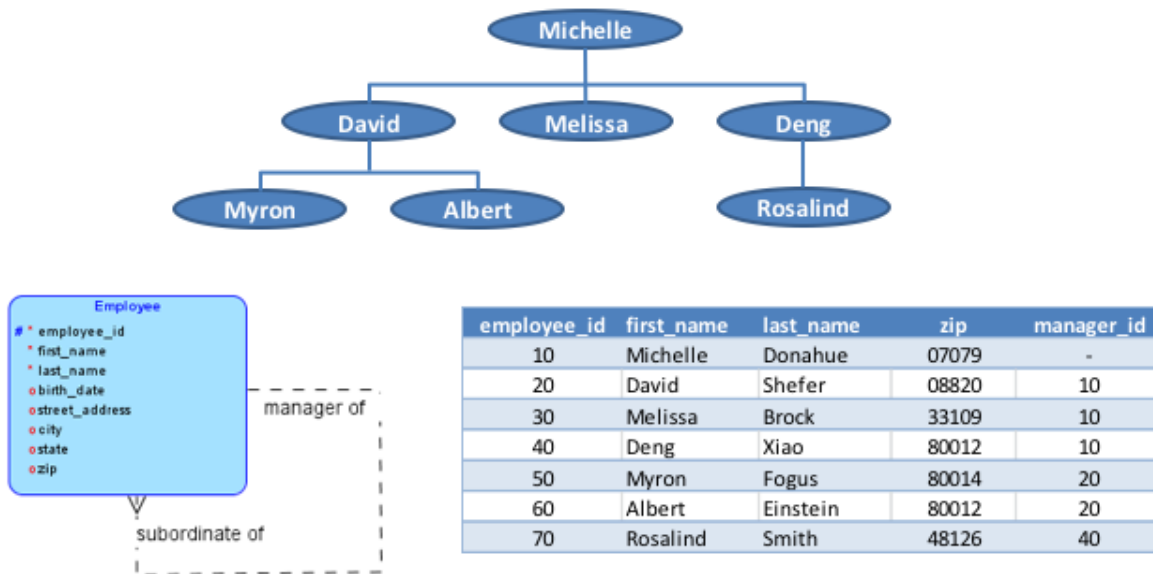 Michelle
David Melissa Deng
Myron Albert Rosalind
Employee
# * employee_id
* first_name
* last_name
o birth_date
o street_address
o city
o state
o zip
manager of
subordinate of
employee_id first_name last_name zip manager_id
10 Michelle Donahue 07079 -
20 David Shefer 08820 10
30 Melissa Brock 33109 10
40 Deng Xiao 80012 10
50 Myron Fogus 80014 20
60 Albert Einstein 80012 20
70 Rosalind Smith 48126 40